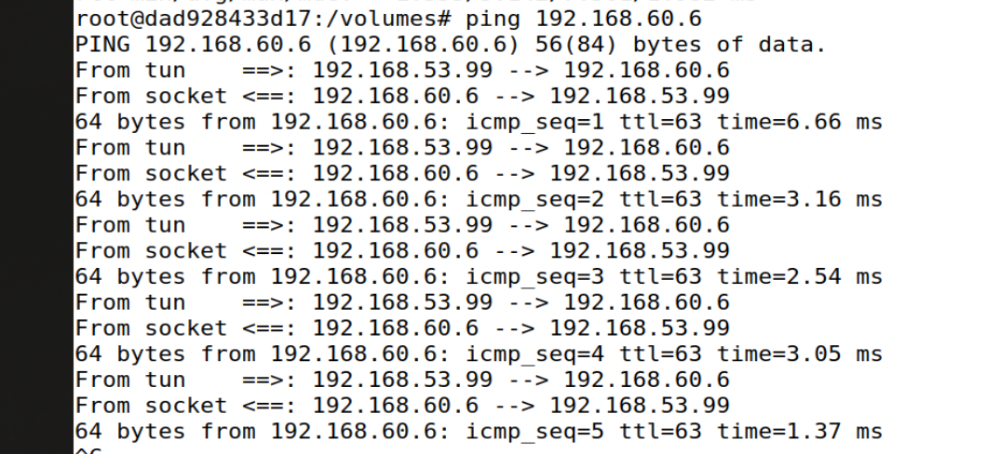 root@dad928433d17:/volumes# ping 192.168.60.6
PING 192.168.60.6 (192.168.60.6) 56(84) bytes of data.
From tun    ==>: 192.168.53.99 --> 192.168.60.6
From socket <==: 192.168.60.6 --> 192.168.53.99
64 bytes from 192.168.60.6: icmp_seq=1 ttl=63 time=6.66 ms
From tun    ==>: 192.168.53.99 --> 192.168.60.6
From socket <==: 192.168.60.6 --> 192.168.53.99
64 bytes from 192.168.60.6: icmp_seq=2 ttl=63 time=3.16 ms
From tun    ==>: 192.168.53.99 --> 192.168.60.6
From socket <==: 192.168.60.6 --> 192.168.53.99
64 bytes from 192.168.60.6: icmp_seq=3 ttl=63 time=2.54 ms
From tun    ==>: 192.168.53.99 --> 192.168.60.6
From socket <==: 192.168.60.6 --> 192.168.53.99
64 bytes from 192.168.60.6: icmp_seq=4 ttl=63 time=3.05 ms
From tun    ==>: 192.168.53.99 --> 192.168.60.6
From socket <==: 192.168.60.6 --> 192.168.53.99
64 bytes from 192.168.60.6: icmp_seq=5 ttl=63 time=1.37 ms